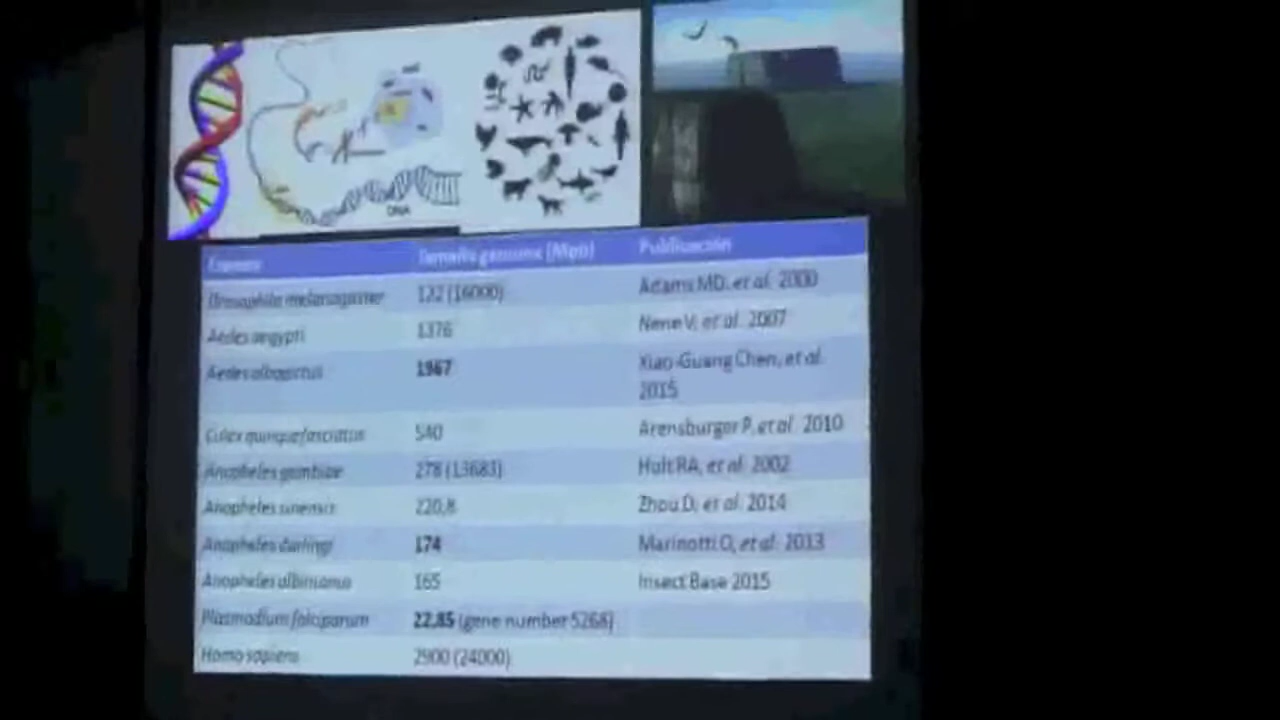 DNA
Especie Tamaño genoma (Mpb) Publicación
Drosophila melanogaster 122 (16000) Adams MD. et al. 2000
Aedes aegypti 1376 Nene V, et al. 2007
Aedes albopictus 1967 Xiao-Guang Chen, et al.
2015
Culex quinquefasciatus 540 Arensburger P, et al. 2010
Anopheles gambiae 278 (13683) Holt RA, et al. 2002
Anopheles sinensis 220,8 Zhou D, et al. 2014
Anopheles darlingi 174 Marinotti O, et al. 2013
Anopheles albimanus 165 Insect Base 2015
Plasmodium falciparum 22,85 (gene number 5268)
Homo sapiens 2900 (24000)